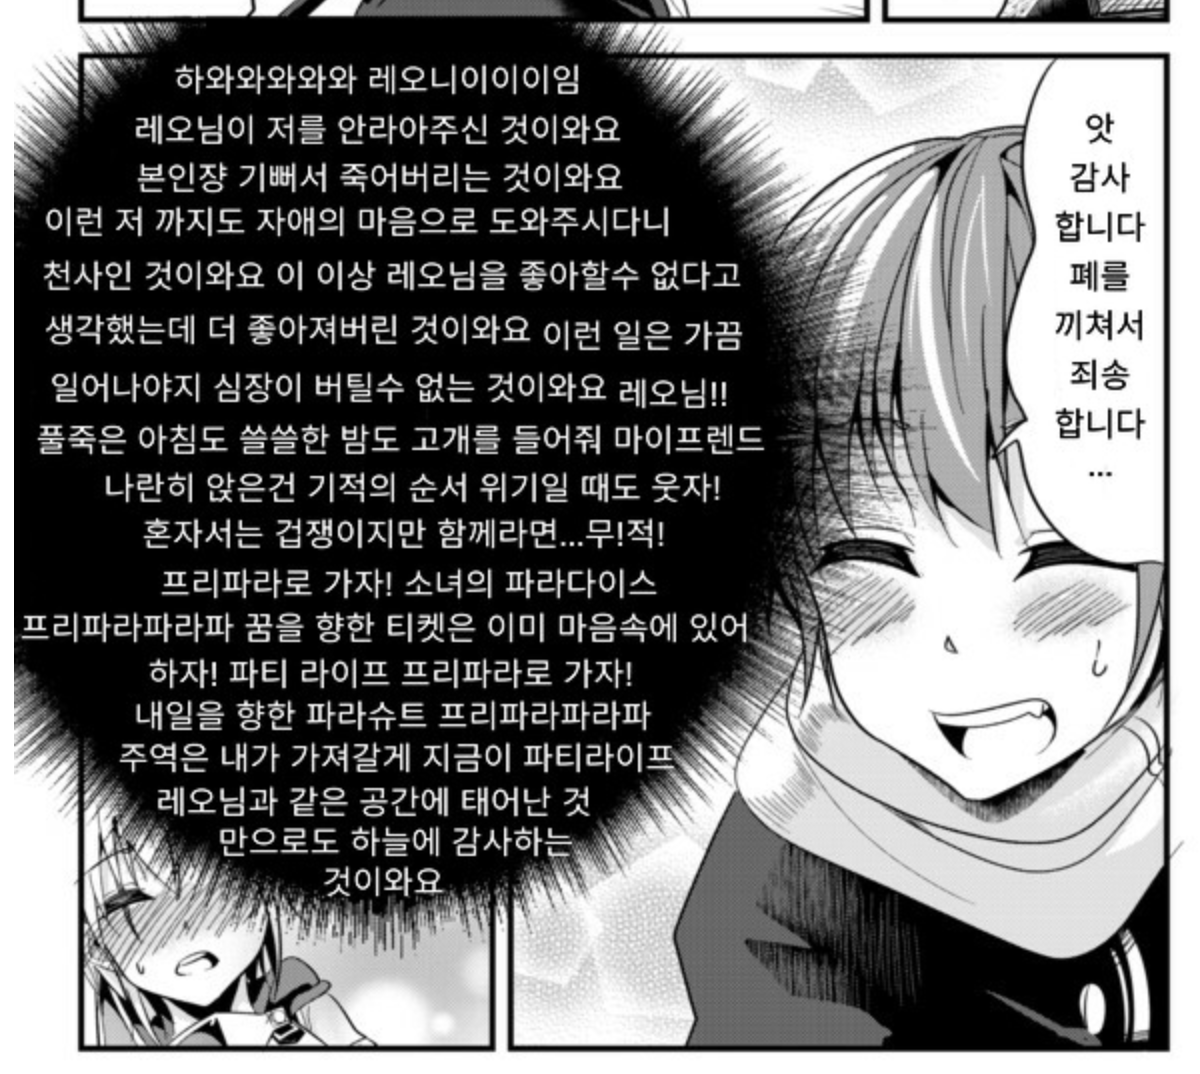 앗
감사
합니다
폐를
끼쳐서
죄송
합니다
...
하와와와와와 레오니이이이임
레오님이 저를 안라아주신 것이와요
본인쟝 기뻐서 죽어버리는 것이와요
이런 저 까지도 자애의 마음으로 도와주시다니
천사인 것이와요 이 이상 레오님을 좋아할수 없다고
생각했는데 더 좋아져버린 것이와요 이런 일은 가끔
일어나야지 심장이 버틸수 없는 것이와요 레오님!!
풀죽은 아침도 쓸쓸한 밤도 고개를 들어줘 마이프렌드
나란히 앉은건 기적의 순서 위기일 때도 웃자!
혼자서는 겁쟁이지만 함께라면...무!적!
프리파라로 가자! 소녀의 파라다이스
프리파라파라파 꿈을 향한 티켓은 이미 마음속에 있어
하자! 파티 라이프 프리파라로 가자!
내일을 향한 파라슈트 프리파라파라파
주역은 내가 가져갈게 지금이 파티라이프
레오님과 같은 공간에 태어난 것
만으로도 하늘에 감사하는
것이와요